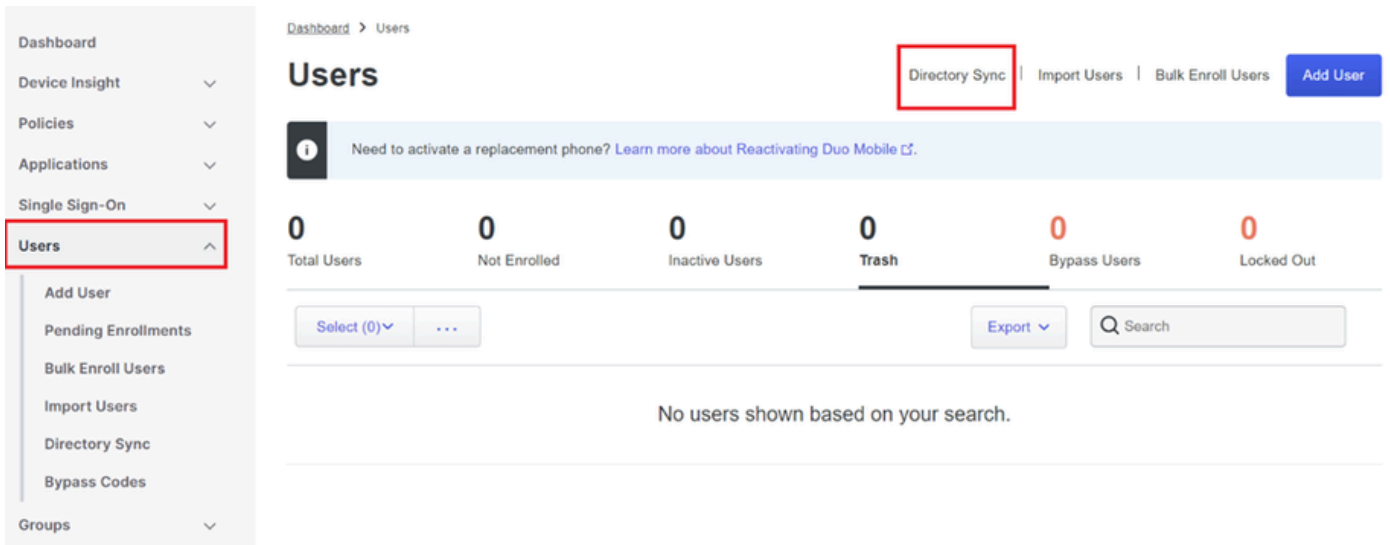 Dashboard
Device Insight
Policies
Applications
Single Sign-On
Users
Add User
Pending Enrollments
Bulk Enroll Users
Import Users
Directory Sync
Bypass Codes
Groups
Dashboard > Users
Users
Directory Sync | Import Users | Bulk Enroll Users Add User
Need to activate a replacement phone? Learn more about Reactivating Duo Mobile.
0 0 0 0 0 0
Total Users Not Enrolled Inactive Users Trash Bypass Users Locked Out
Select (0) ... Export Search
No users shown based on your search.